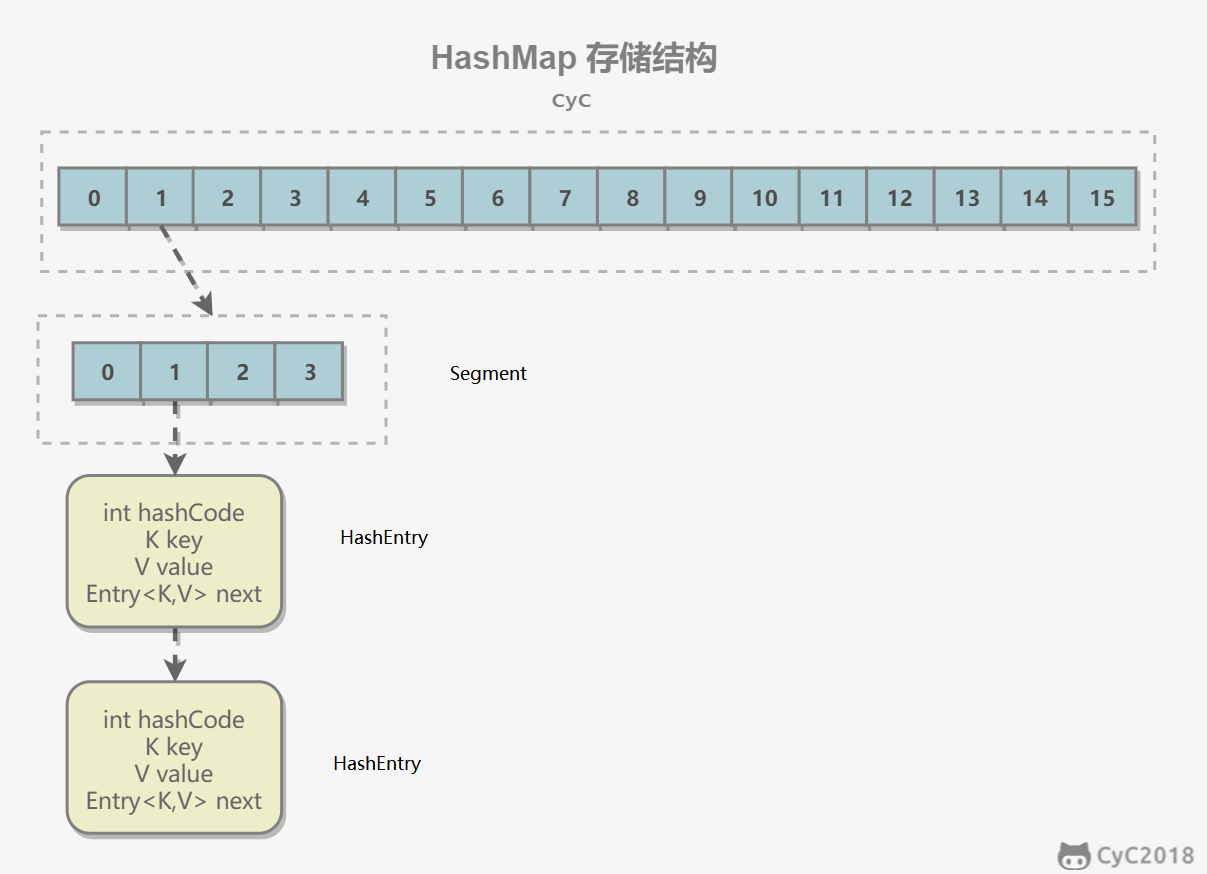 HashMap 存储结构
CyC
0 1 2 3 4 5 6 7 8 9 10 11 12 13 14 15
0 1 2 3
Segment
int hashCode
K key
V value
Entry<K,V> next
HashEntry
int hashCode
K key
V value
Entry<K,V> next
HashEntry
CyC2018